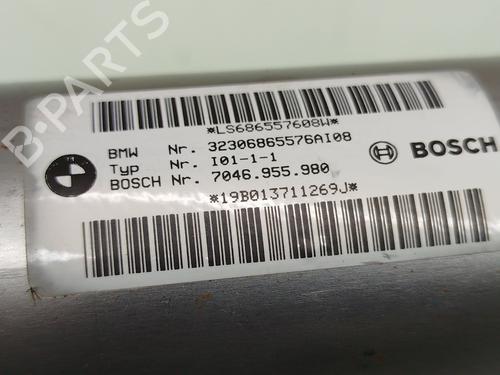 *LS686557608W*
BMW Nr. 32306865576AI08
Typ Nr. I01-1-1
BOSCH Nr. 7046.955.980
BOSCH
*19B013711269J*
B-PARTS